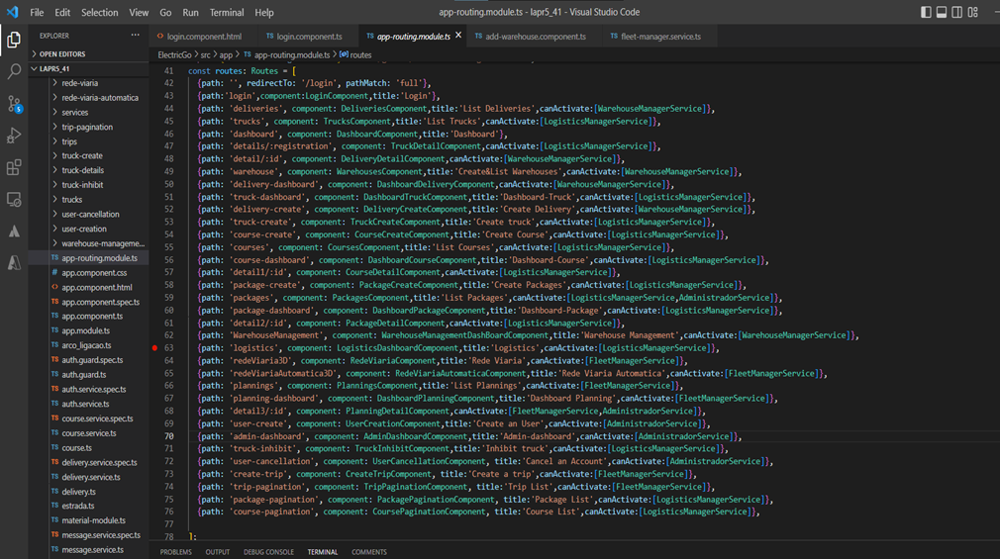 File Edit Selection View Go Run Terminal Help
app-routing.module.ts - lapr5_41 - Visual Studio Code
EXPLORER ...
OPEN EDITORS
LAPR5_41
rede-viaria
rede-viaria-automatica
services
trip-pagination
trips
truck-create
truck-details
truck-inhibit
trucks
user-cancellation
user-creation
warehouse-manageme...
TS app-routing.module.ts
# app.component.css
<> app.component.html
TS app.component.spec.ts
TS app.component.ts
TS app.module.ts
TS arco_ligacao.ts
TS auth.guard.spec.ts
TS auth.guard.ts
TS auth.service.spec.ts
TS auth.service.ts
TS course.service.spec.ts
TS course.service.ts
TS course.ts
TS delivery.service.spec.ts
TS delivery.service.ts
TS delivery.ts
TS estrada.ts
TS material-module.ts
TS message.service.spec.ts
TS message.service.ts
5
<> login.component.html TS login.component.ts TS app-routing.module.ts X TS add-warehouse.component.ts TS fleet-manager.service.ts
ElectricGo > src > app > TS app-routing.module.ts > routes
41 const routes: Routes = [
42 {path: '', redirectTo: '/login', pathMatch: 'full'},
43 {path:'login',component:LoginComponent,title:'Login'},
44 {path: 'deliveries', component: DeliveriesComponent,title:'List Deliveries',canActivate:[WarehouseManagerService]},
45 {path: 'trucks', component: TrucksComponent,title:'List Trucks',canActivate:[LogisticsManagerService]},
46 {path: 'dashboard', component: DashboardComponent,title:'Dashboard'},
47 {path: 'details/:registration', component: TruckDetailComponent,canActivate:[LogisticsManagerService]},
48 {path: 'detail/:id', component: DeliveryDetailComponent,canActivate:[WarehouseManagerService]},
49 {path: 'warehouse', component: WarehousesComponent,title:'Create&List Warehouses',canActivate:[WarehouseManagerService]},
50 {path: 'delivery-dashboard', component: DashboardDeliveryComponent,canActivate:[WarehouseManagerService]},
51 {path: 'truck-dashboard', component: DashboardTruckComponent,title:'Dashboard-Truck',canActivate:[LogisticsManagerService]},
52 {path: 'delivery-create', component: DeliveryCreateComponent,title:'Create Delivery',canActivate:[WarehouseManagerService]},
53 {path: 'truck-create', component: TruckCreateComponent,title:'Create truck',canActivate:[LogisticsManagerService]},
54 {path: 'course-create', component: CourseCreateComponent,title:'Create Course',canActivate:[LogisticsManagerService]},
55 {path: 'courses', component: CoursesComponent,title:'List Courses',canActivate:[LogisticsManagerService]},
56 {path: 'course-dashboard', component: DashboardCourseComponent,title:'Dashboard-Course',canActivate:[LogisticsManagerService]},
57 {path: 'detail1/:id', component: CourseDetailComponent,canActivate:[LogisticsManagerService]},
58 {path: 'package-create', component: PackageCreateComponent,title:'Create Packages',canActivate:[LogisticsManagerService]},
59 {path: 'packages', component: PackagesComponent,title:'List Packages',canActivate:[LogisticsManagerService,AdministradorService]},
60 {path: 'package-dashboard', component: DashboardPackageComponent,title:'Dashboard-Package',canActivate:[LogisticsManagerService]},
61 {path: 'detail2/:id', component: PackageDetailComponent,canActivate:[LogisticsManagerService]},
62 {path: 'WarehouseManagement', component: WarehouseManagementDashBoardComponent,title:'Warehouse Management',canActivate:[WarehouseManagerService]},
63 {path: 'logistics', component: LogisticsDashboardComponent,title:'Logistics',canActivate:[LogisticsManagerService]},
64 {path: 'redeViaria3D', component: RedeViariaComponent,title:'Rede Viaria',canActivate:[FleetManagerService]},
65 {path: 'redeViariaAutomatica3D', component: RedeViariaAutomaticaComponent,title:'Rede Viaria Automatica',canActivate:[FleetManagerService]},
66 {path: 'plannings', component: PlanningsComponent,title:'List Plannings',canActivate:[FleetManagerService]},
67 {path: 'planning-dashboard', component: DashboardPlanningComponent,title:'Dashboard Planning',canActivate:[FleetManagerService]},
68 {path: 'detail3/:id', component: PlanningDetailComponent,canActivate:[FleetManagerService,AdministradorService]},
69 {path: 'user-create', component: UserCreationComponent,title:'Create an User',canActivate:[AdministradorService]},
70 {path: 'admin-dashboard', component: AdminDashboardComponent,title:'Admin-dashboard',canActivate:[AdministradorService]},
71 {path: 'truck-inhibit', component: TruckInhibitComponent,title:'Inhibit truck',canActivate:[LogisticsManagerService]},
72 {path: 'user-cancellation', component: UserCancellationComponent, title:'Cancel an Account',canActivate:[AdministradorService]},
73 {path: 'create-trip', component: CreateTripComponent, title:'Create a trip',canActivate:[FleetManagerService]},
74 {path: 'trip-pagination', component: TripPaginationComponent, title:'Trip List',canActivate:[FleetManagerService]},
75 {path: 'package-pagination', component: PackagePaginationComponent, title:'Package List',canActivate:[LogisticsManagerService]},
76 {path: 'course-pagination', component: CoursePaginationComponent, title:'Course List',canActivate:[LogisticsManagerService]},
77
78 ];
PROBLEMS OUTPUT DEBUG CONSOLE TERMINAL COMMENTS